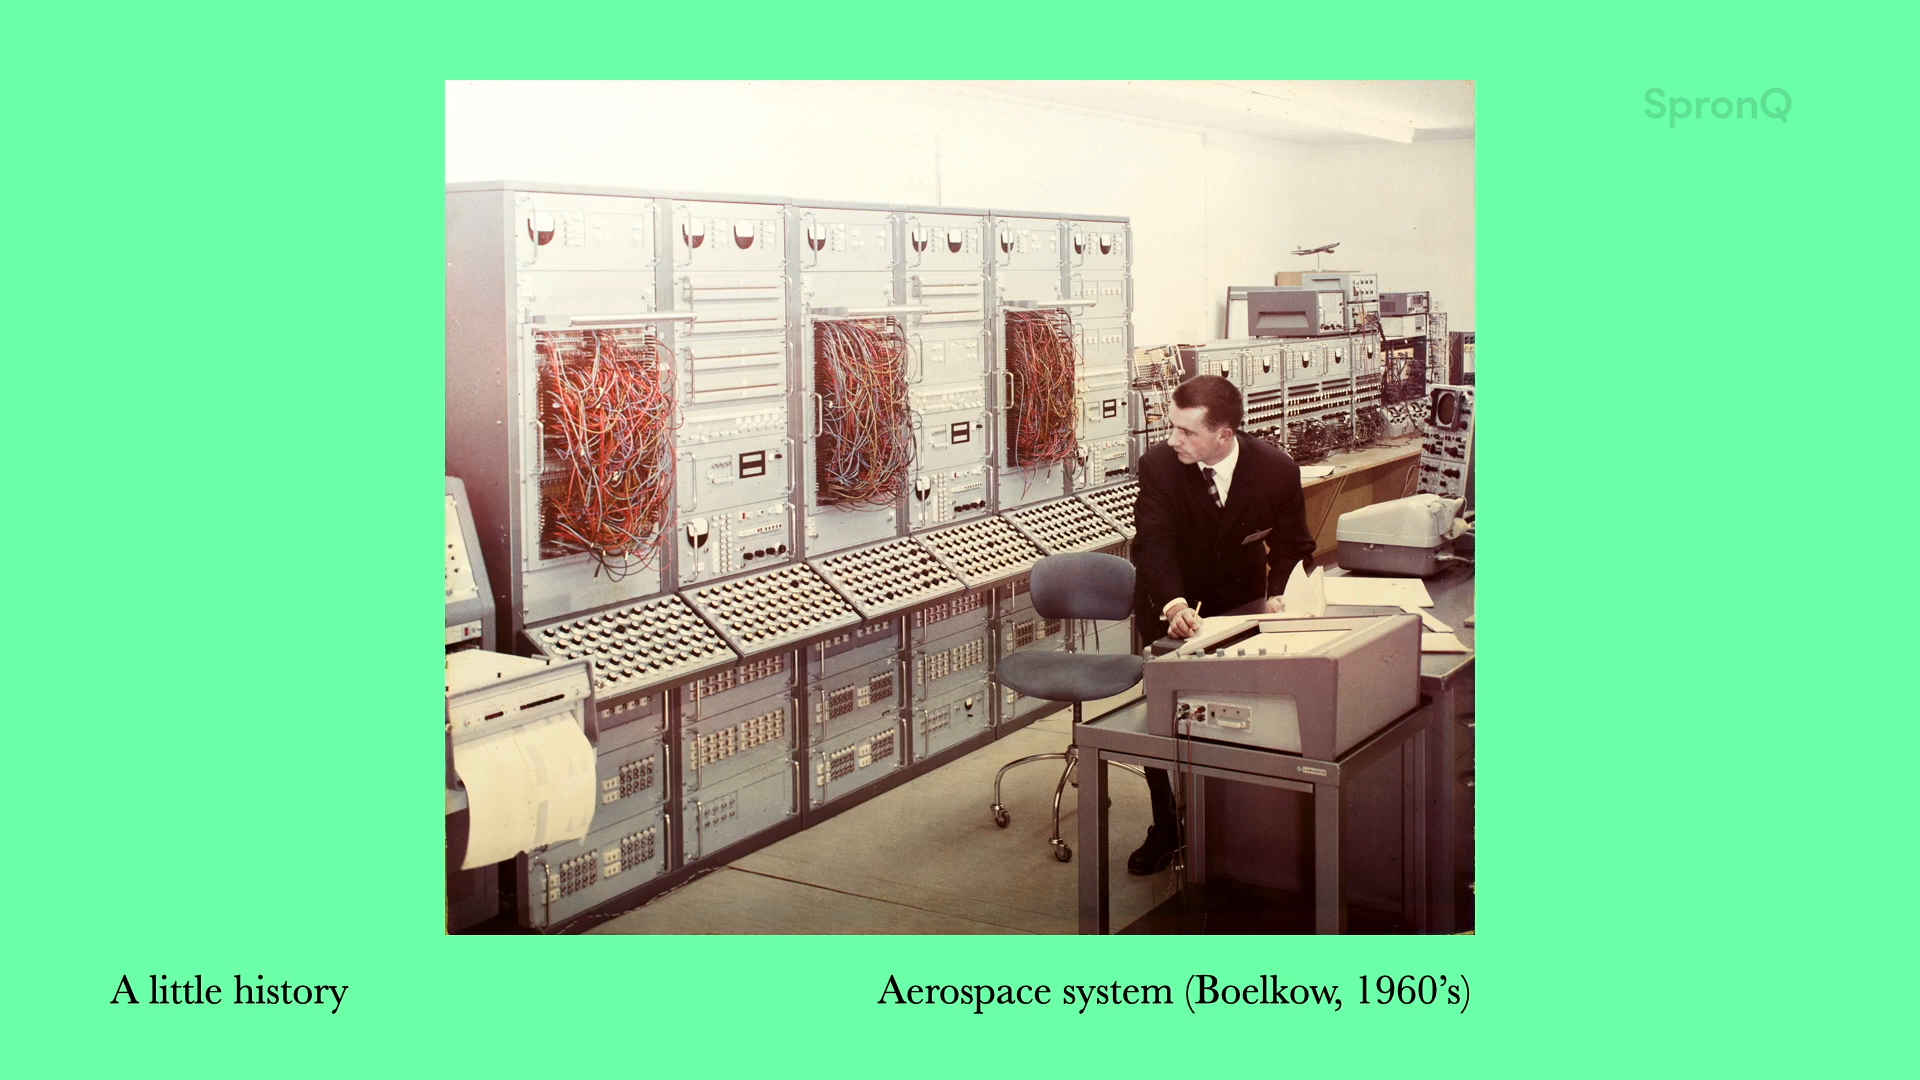 SpronQ
A little history
Aerospace system (Boelkow, 1960’s)